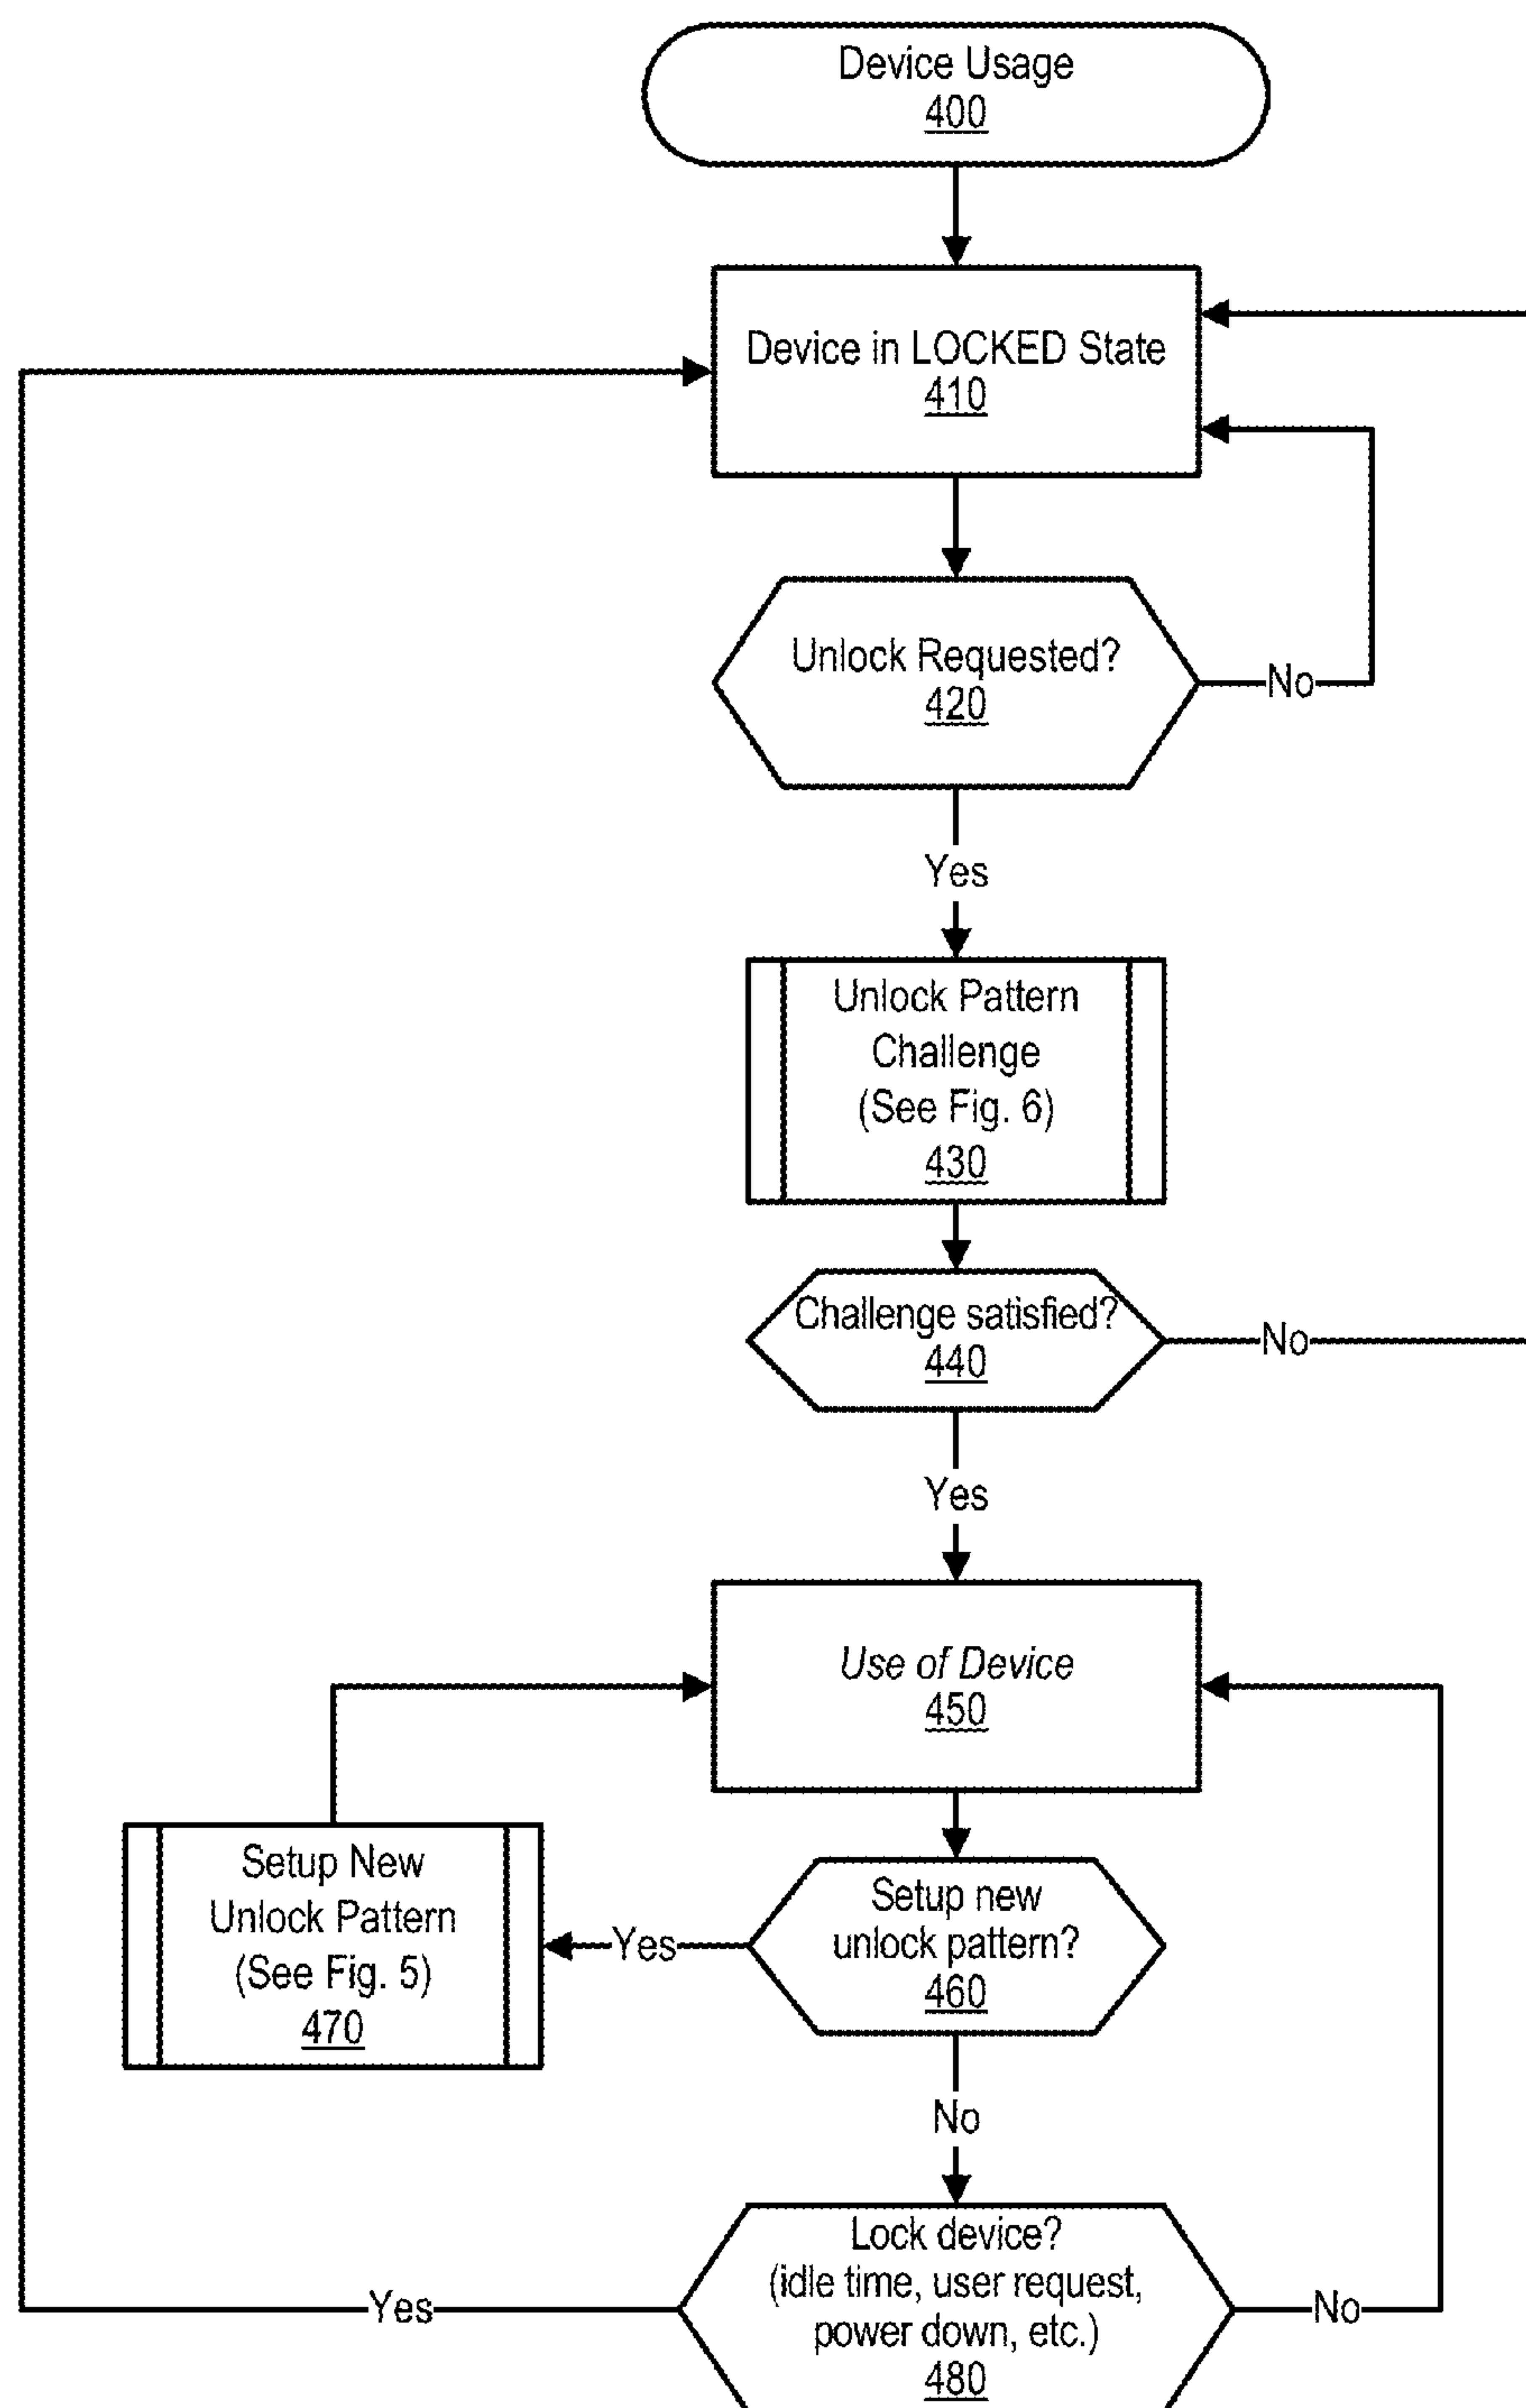 Device Usage
400
Device in LOCKED State
410
Unlock Requested?
420
No
Yes
Unlock Pattern
Challenge
(See Fig. 6)
430
Challenge satisfied?
440
No
Yes
Use of Device
450
Setup New
Unlock Pattern
(See Fig. 5)
470
Yes
Setup new
unlock pattern?
460
No
Lock device?
(idle time, user request,
power down, etc.)
480
Yes
No